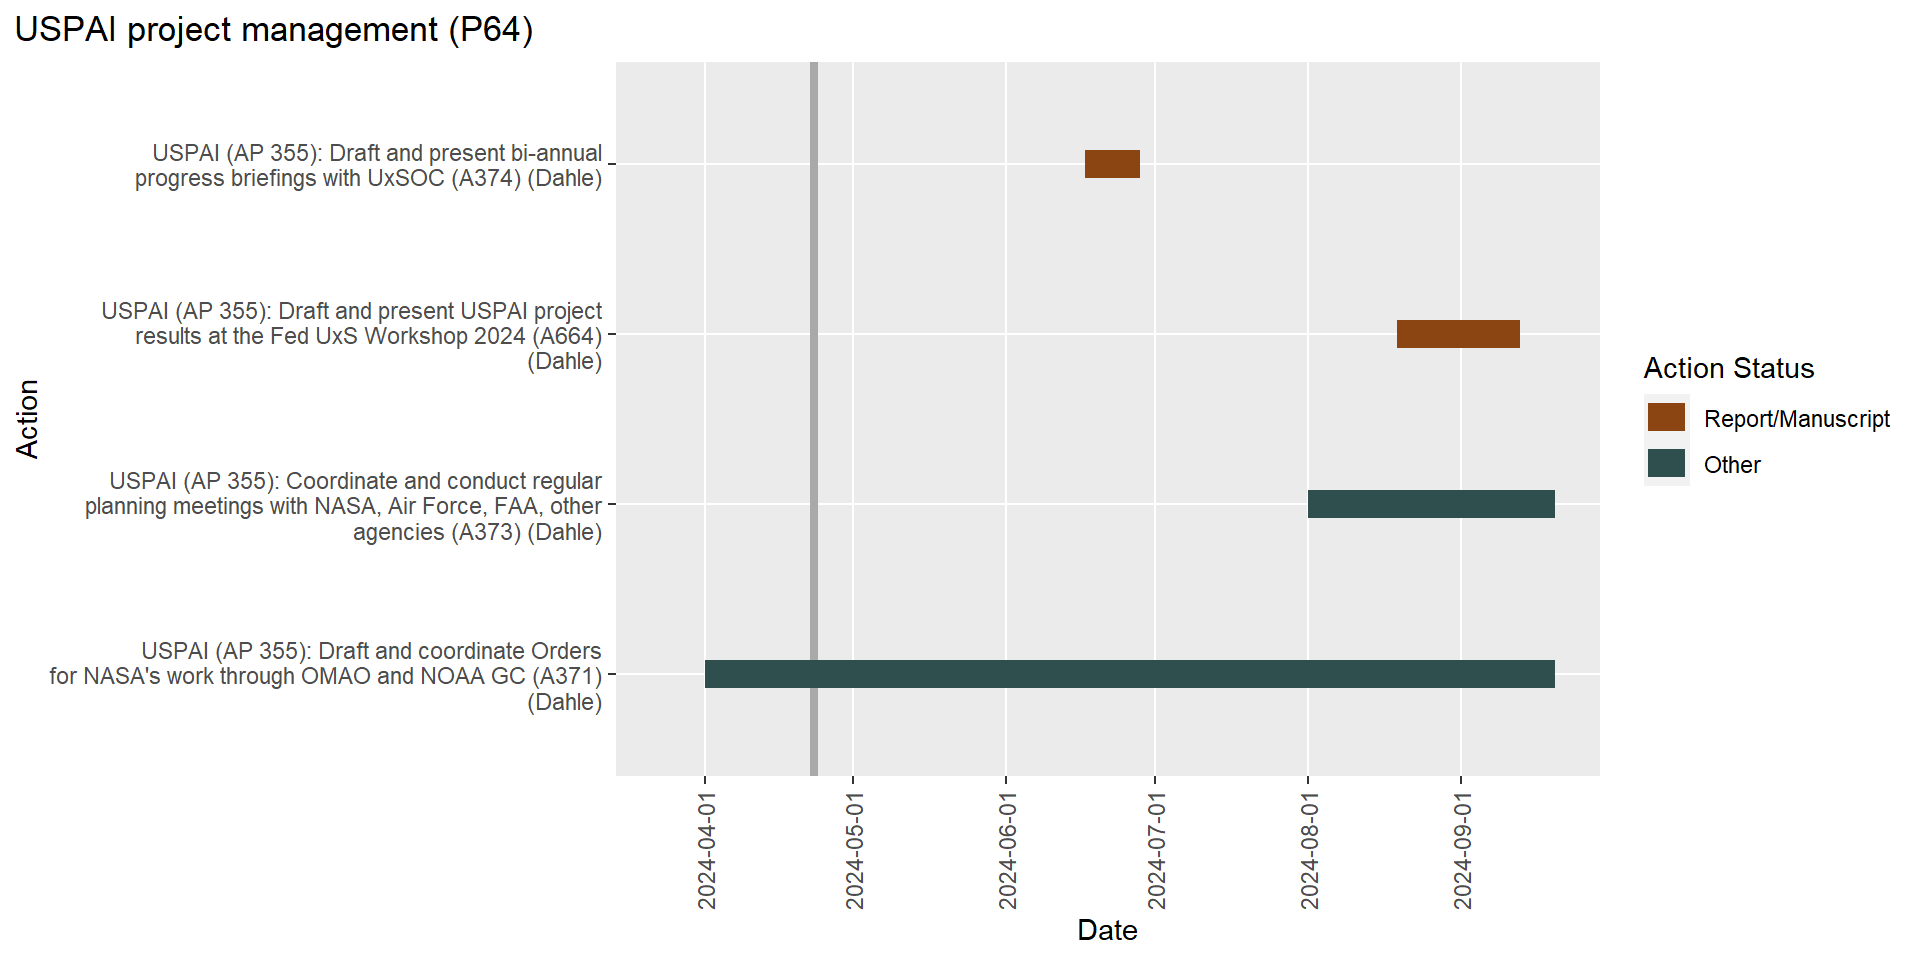 USPAI project management (P64)
USPAI (AP 355): Draft and present bi-annual
progress briefings with UxSOC (A374) (Dahle)
USPAI (AP 355): Draft and present USPAI project
results at the Fed UxS Workshop 2024 (A664)
(Dahle)
USPAI (AP 355): Coordinate and conduct regular
planning meetings with NASA, Air Force, FAA, other
agencies (A373) (Dahle)
USPAI (AP 355): Draft and coordinate Orders
for NASA's work through OMAO and NOAA GC (A371)
(Dahle)
Action
2024-04-01
2024-05-01
2024-06-01
2024-07-01
2024-08-01
2024-09-01
Date
Action Status
Report/Manuscript
Other